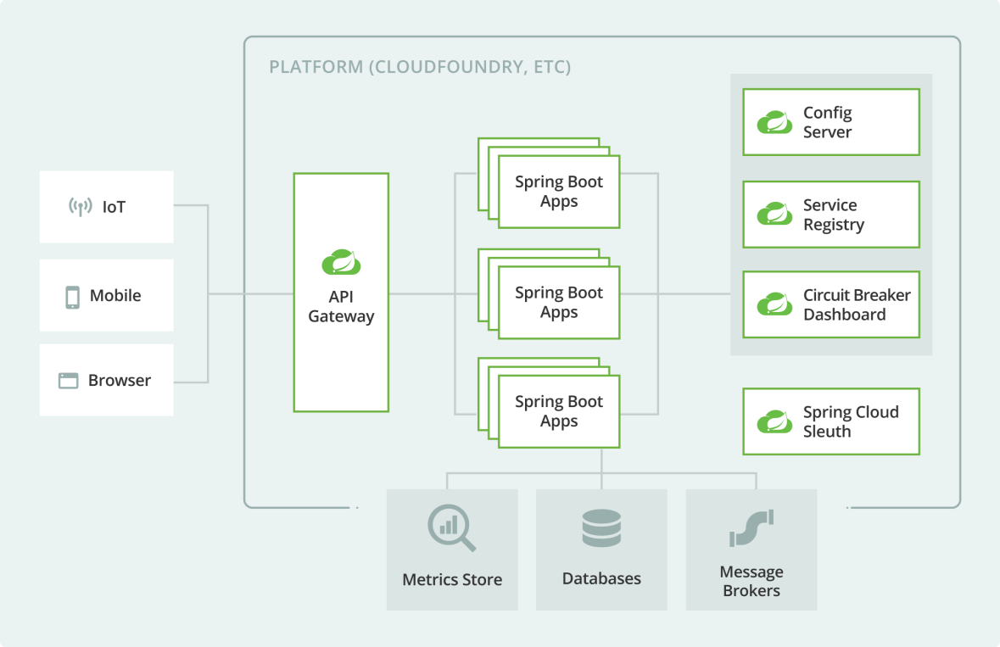 PLATFORM (CLOUDFOUNDRY, ETC)
IoT
Mobile
Browser
API
Gateway
Spring Boot
Apps
Spring Boot
Apps
Spring Boot
Apps
Config
Server
Service
Registry
Circuit Breaker
Dashboard
Spring Cloud
Sleuth
Metrics Store
Databases
Message
Brokers